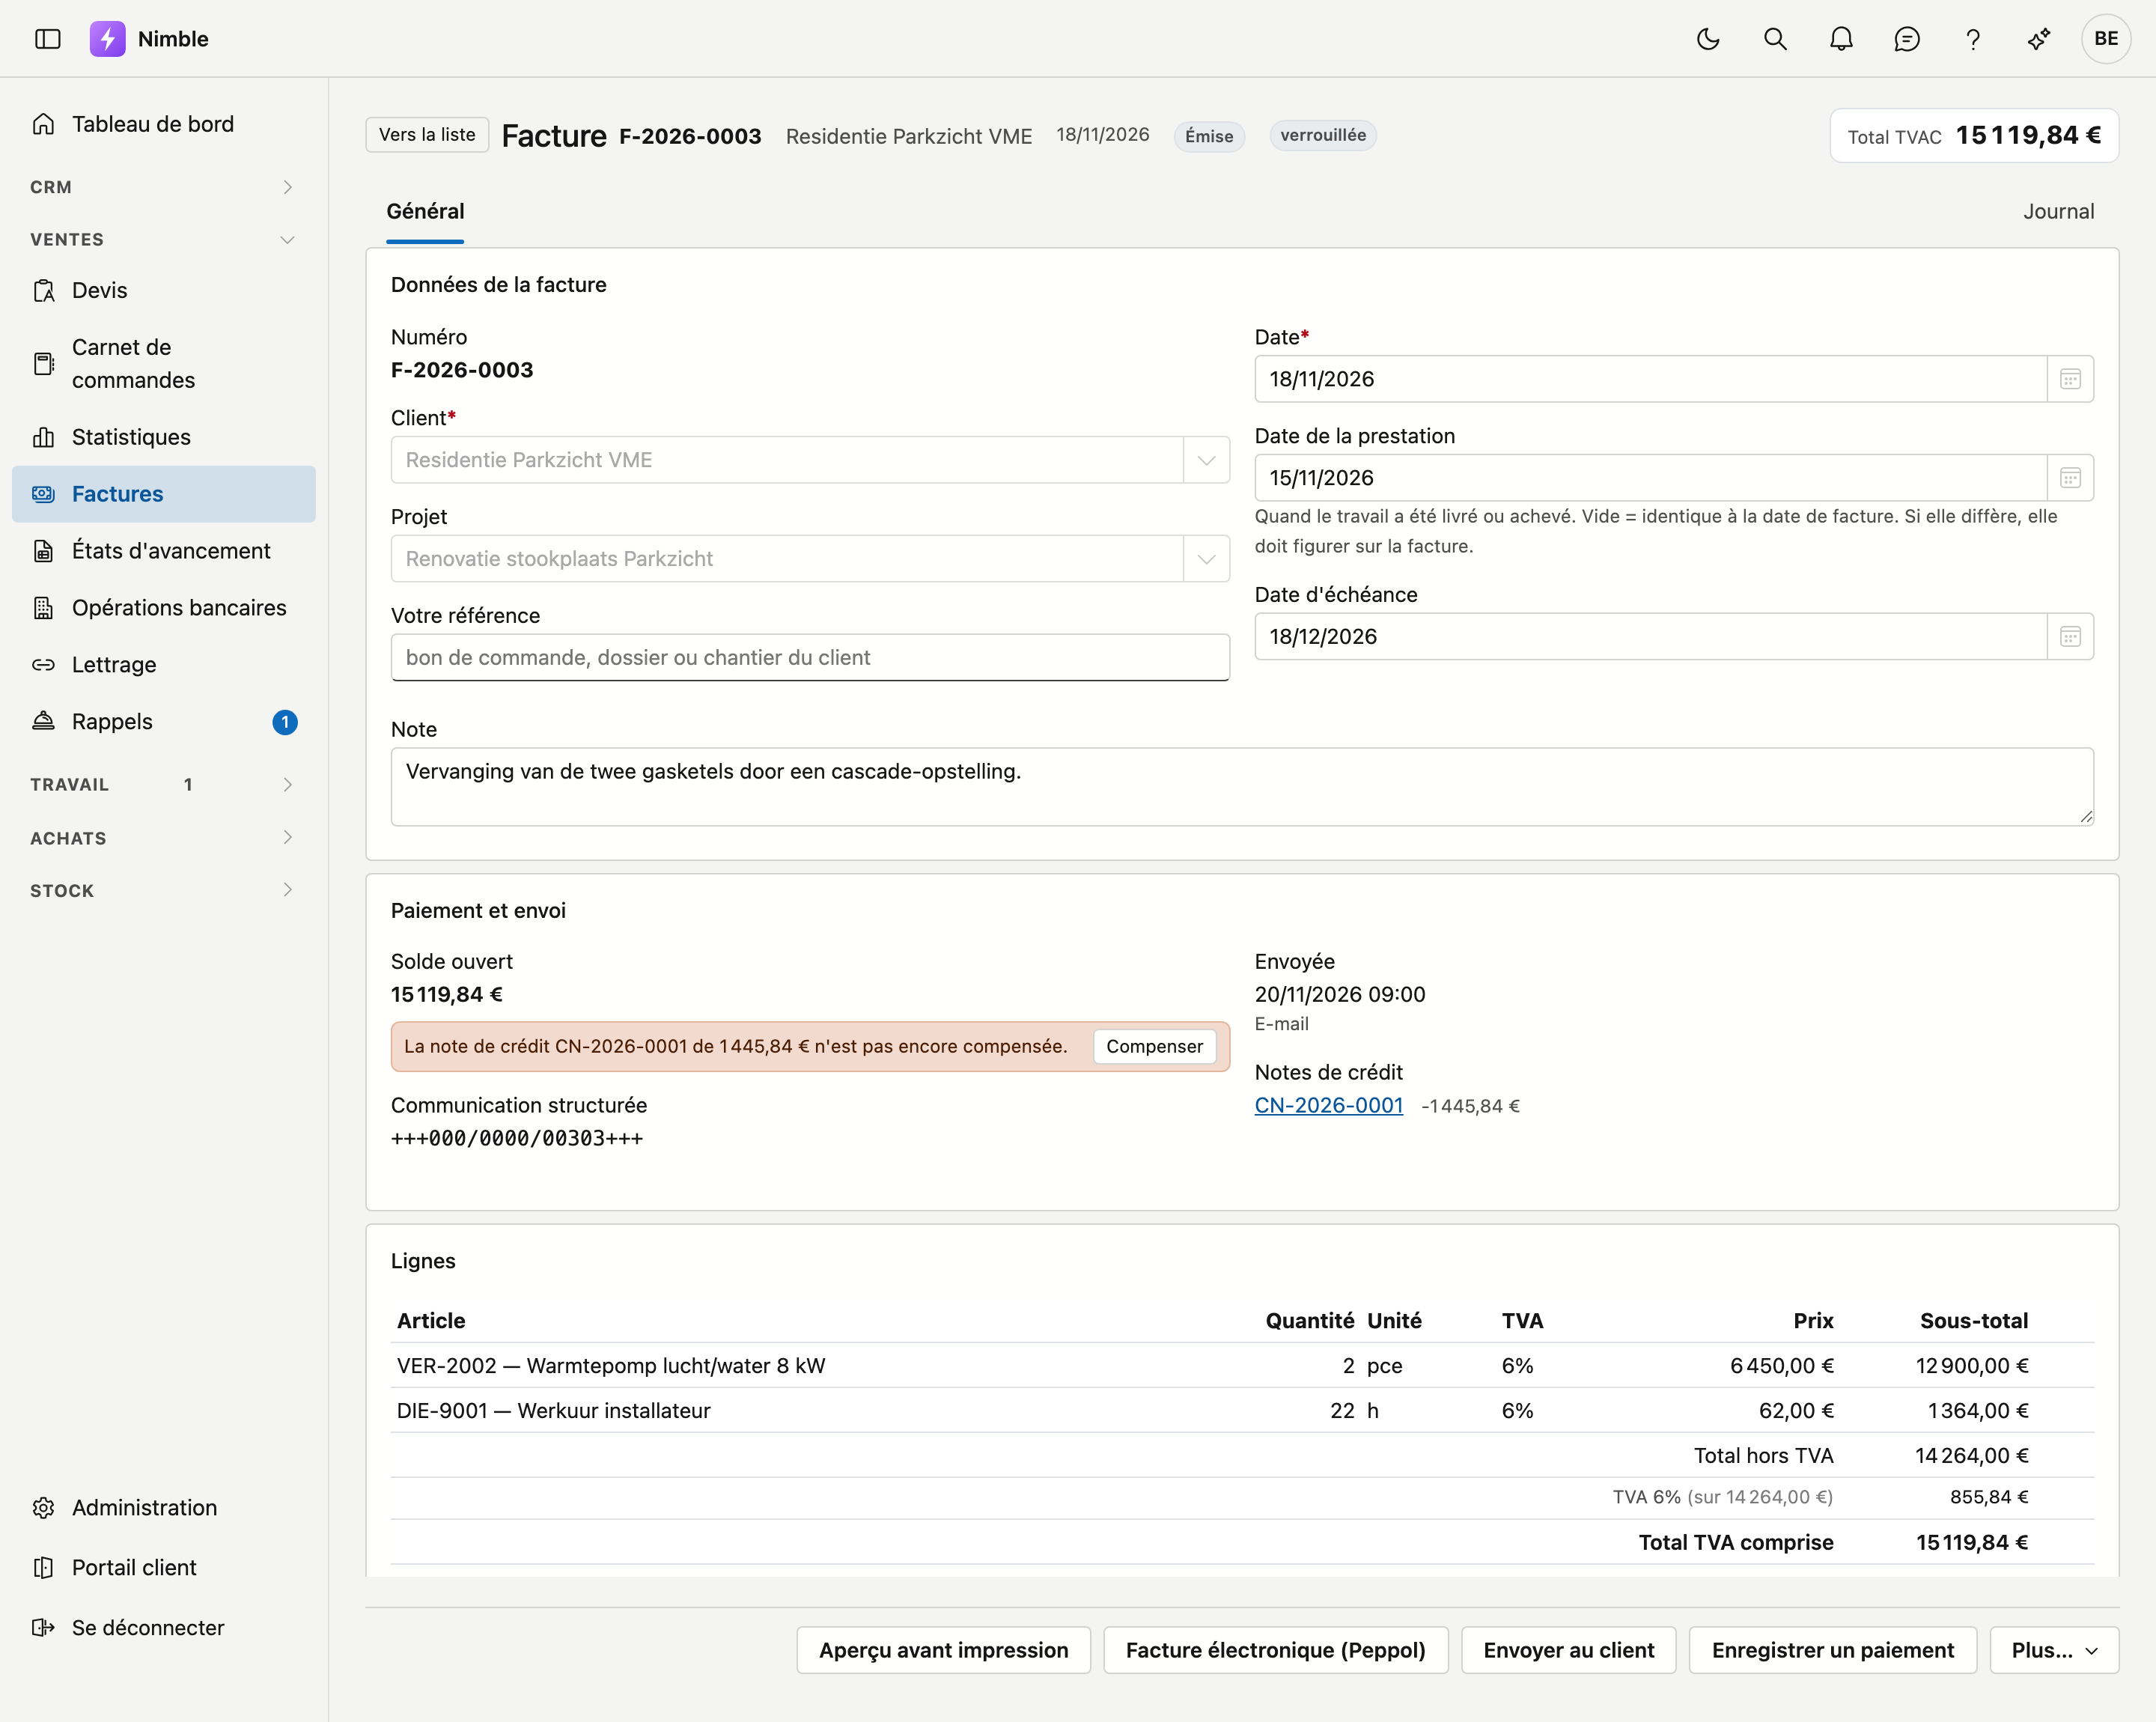 Nimble
BE
Tableau de bord
CRM
VENTES
Devis
Carnet de
commandes
Statistiques
Factures
États d'avancement
Opérations bancaires
Lettrage
Rappels 1
TRAVAIL 1
ACHATS
STOCK
Administration
Portail client
Se déconnecter
Vers la liste Facture F-2026-0003 Residentie Parkzicht VME 18/11/2026 Émise verrouillée Total TVAC 15 119,84 €
Général Journal
Données de la facture
Numéro
F-2026-0003
Client*
Residentie Parkzicht VME
Projet
Renovatie stookplaats Parkzicht
Votre référence
bon de commande, dossier ou chantier du client
Date*
18/11/2026
Date de la prestation
15/11/2026
Quand le travail a été livré ou achevé. Vide = identique à la date de facture. Si elle diffère, elle
doit figurer sur la facture.
Date d'échéance
18/12/2026
Note
Vervanging van de twee gasketels door een cascade-opstelling.
Paiement et envoi
Solde ouvert
15 119,84 €
La note de crédit CN-2026-0001 de 1 445,84 € n'est pas encore compensée. Compenser
Communication structurée
+++000/0000/00303+++
Envoyée
20/11/2026 09:00
E-mail
Notes de crédit
CN-2026-0001 -1 445,84 €
Lignes
Article Quantité Unité TVA Prix Sous-total
VER-2002 — Warmtepomp lucht/water 8 kW 2 pce 6% 6 450,00 € 12 900,00 €
DIE-9001 — Werkuur installateur 22 h 6% 62,00 € 1 364,00 €
Total hors TVA 14 264,00 €
TVA 6% (sur 14 264,00 €) 855,84 €
Total TVA comprise 15 119,84 €
Aperçu avant impression Facture électronique (Peppol) Envoyer au client Enregistrer un paiement Plus...